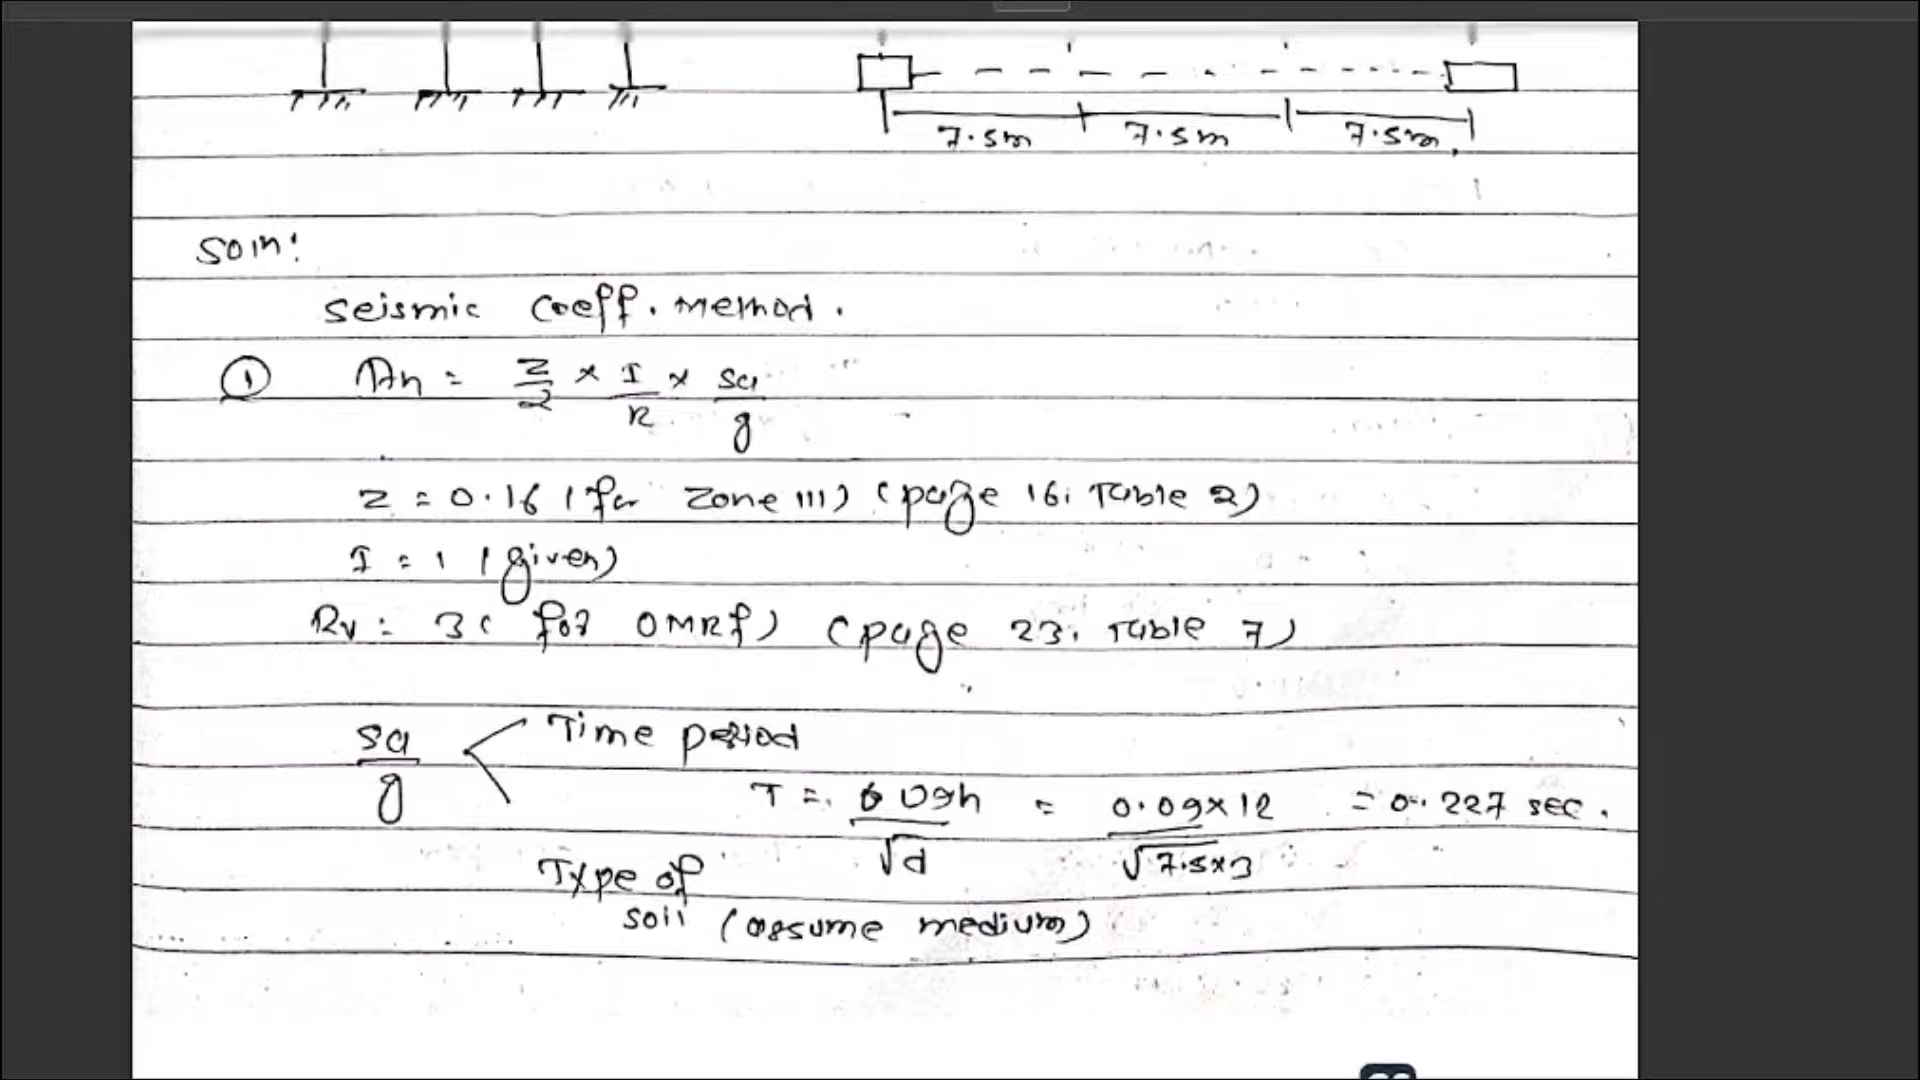 7.5m 7.5m 7.5m
Soln:
Seismic Coeff. method.
① Ah = Z/2 × I/R × Sa/g
Z = 0.16 (for Zone III) (page 16, Table 2)
I = 1 (given)
Rv = 3 (for OMRF) (page 23, Table 7)
Sa/g < Time period
T = 0.09h/√d = 0.09×12/√7.5×3 = 0.227 sec.
Type of
soil (assume medium)